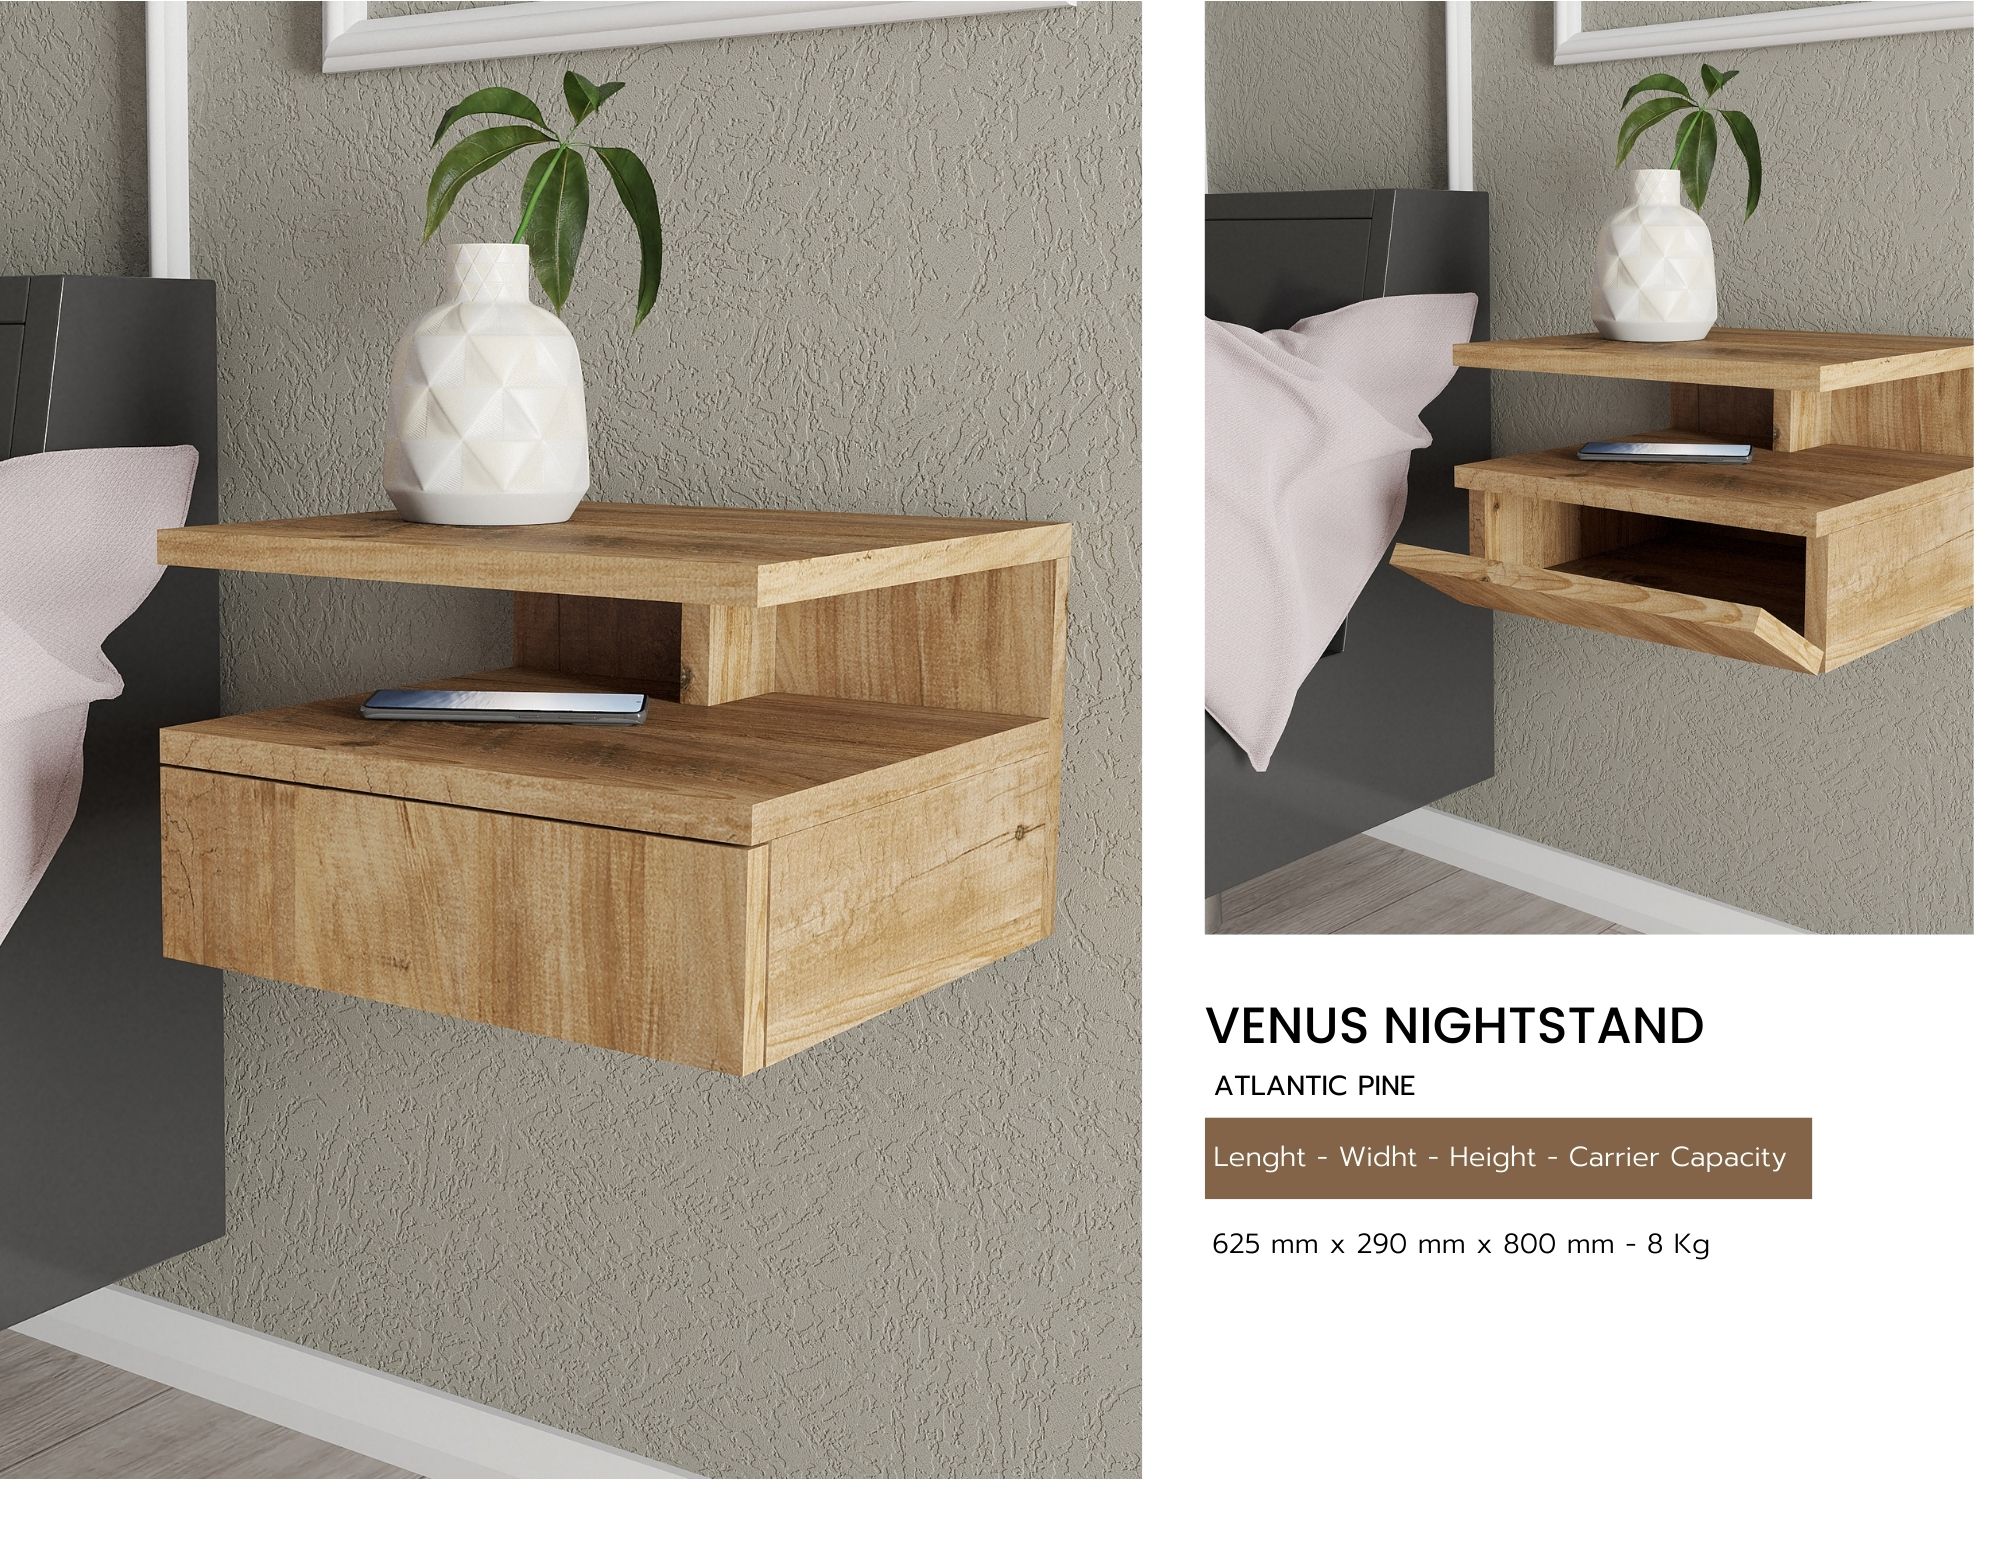 VENUS NIGHTSTAND
ATLANTIC PINE
Lenght - Widht - Height - Carrier Capacity
625 mm x 290 mm x 800 mm - 8 Kg